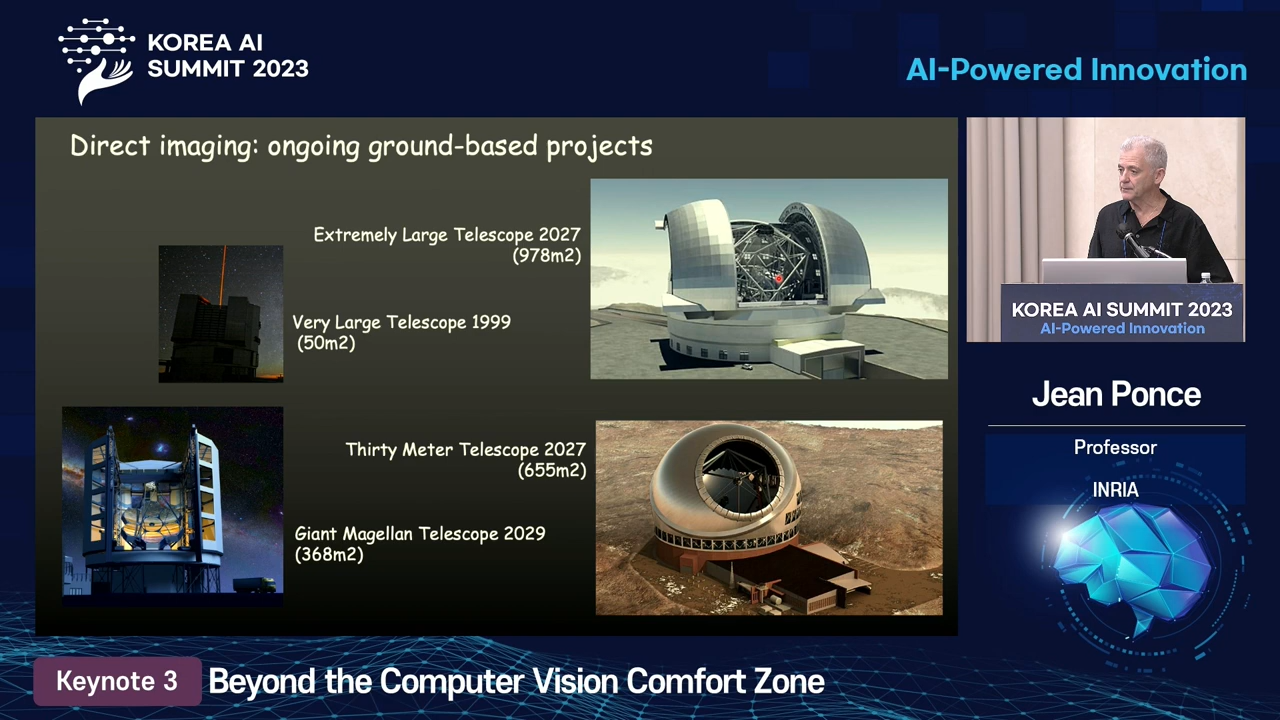 KOREA AI
SUMMIT 2023
AI-Powered Innovation
Direct imaging: ongoing ground-based projects
Extremely Large Telescope 2027
(978m2)
Very Large Telescope 1999
(50m2)
Thirty Meter Telescope 2027
(655m2)
Giant Magellan Telescope 2029
(368m2)
KOREA AI SUMMIT 2023
AI-Powered Innovation
Jean Ponce
Professor
INRIA
Keynote 3
Beyond the Computer Vision Comfort Zone